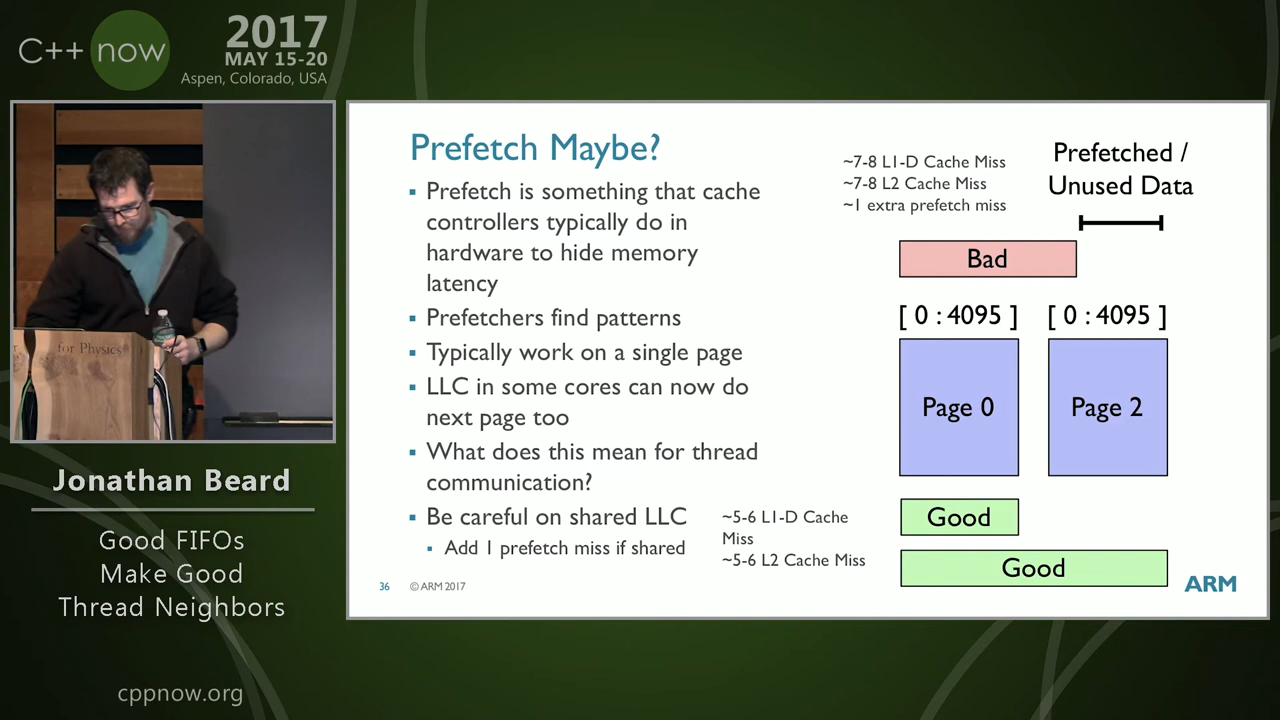 C++ now
2017
MAY 15-20
Aspen, Colorado, USA
for Physics
Jonathan Beard
Good FIFOs
Make Good
Thread Neighbors
cppnow.org
Prefetch Maybe?
▪ Prefetch is something that cache
controllers typically do in
hardware to hide memory
latency
▪ Prefetchers find patterns
▪ Typically work on a single page
▪ LLC in some cores can now do
next page too
▪ What does this mean for thread
communication?
▪ Be careful on shared LLC
▪ Add 1 prefetch miss if shared
~5-6 L1-D Cache
Miss
~5-6 L2 Cache Miss
~7-8 L1-D Cache Miss
~7-8 L2 Cache Miss
~1 extra prefetch miss
Prefetched /
Unused Data
Bad
[ 0 : 4095 ] [ 0 : 4095 ]
Page 0 Page 2
Good
Good
36 © ARM 2017
ARM